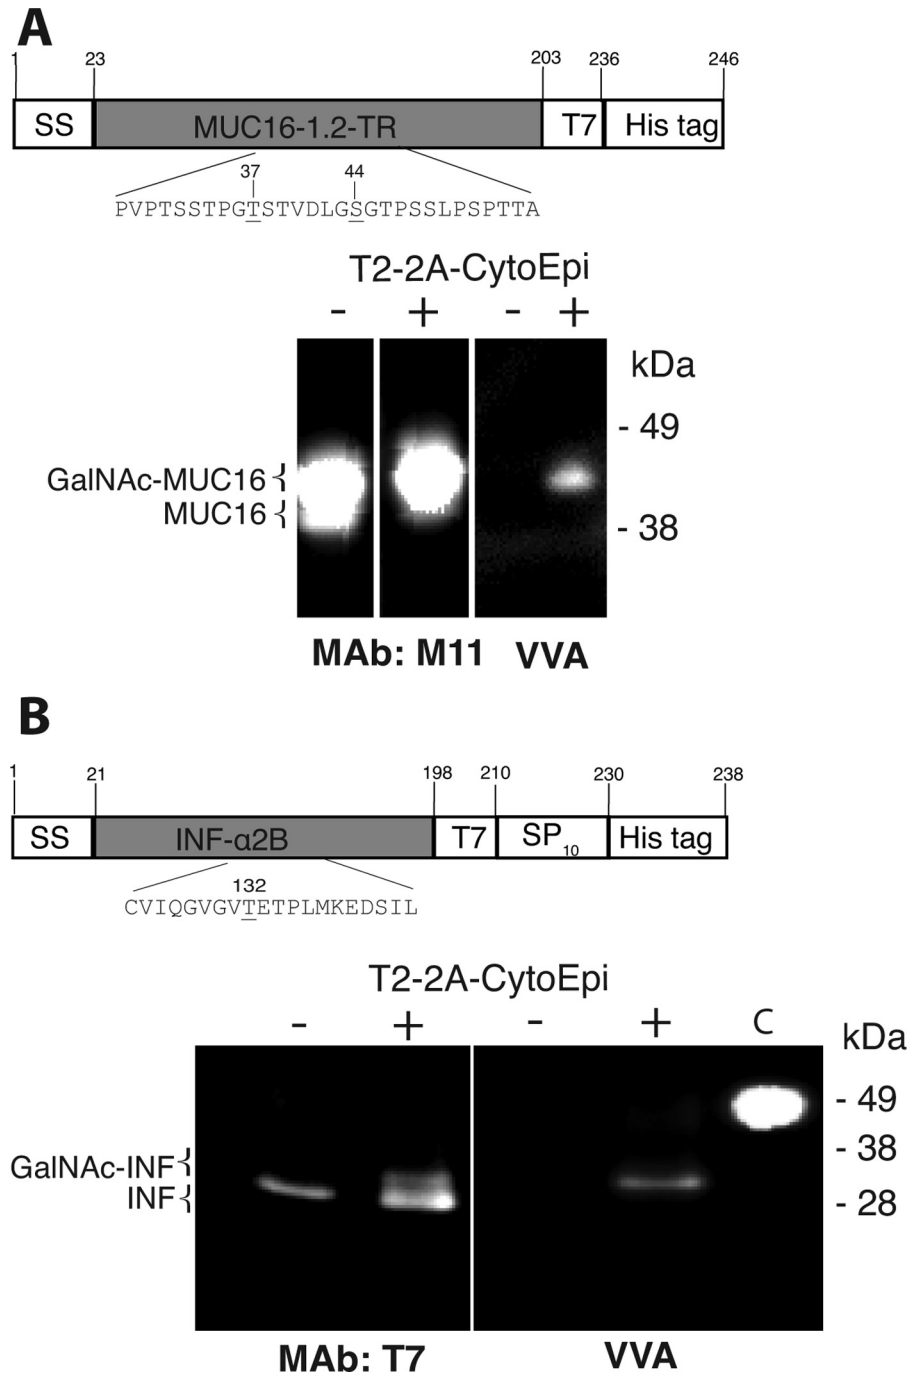 A
1 23 203 236 246
SS MUC16-1.2-TR T7 His tag
37 44
PVPTSSTPGTSTVDLGSGTPSSLPSPTTA
T2-2A-CytoEpi
- + - +
kDa
- 49
GalNAc-MUC16 {
MUC16 {
- 38
MAb: M11 VVA
B
1 21 198 210 230 238
SS INF-α2B T7 SP10 His tag
132
CVIQGVGVTETPLMKEDSIL
T2-2A-CytoEpi
- + - + C
kDa
- 49
- 38
GalNAc-INF {
INF {
- 28
MAb: T7 VVA